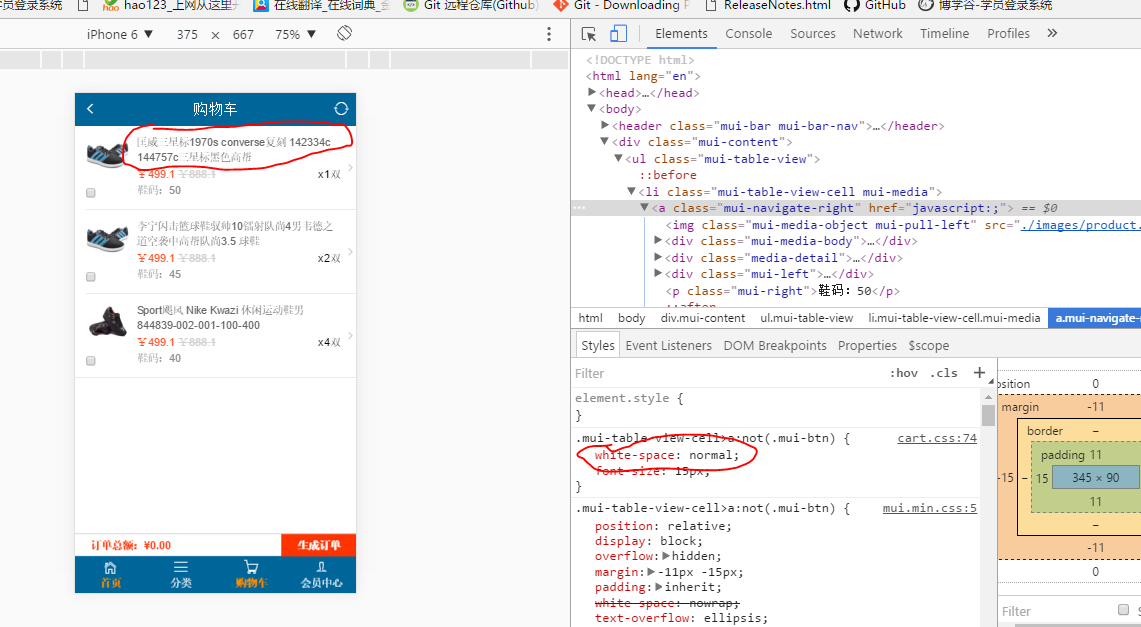 学员登录系统
hao123_上网从这里开
在线翻译_在线词典_金
Git 远程仓库(Github)
Git - Downloading P
ReleaseNotes.html
GitHub
博学谷-学员登录系统
iPhone 6 ▼ 375 × 667 75% ▼
Elements Console Sources Network Timeline Profiles »
购物车
匡威三星标1970s converse复刻 142334c
144757c三星标黑色高帮
￥499.1 ￥888.1 x1双
鞋码：50
李宁闪击篮球鞋驭帅10镭射队尚4男韦德之
道空袭中高帮队尚3.5 球鞋
￥499.1 ￥888.1 x2双
鞋码：45
Sport飓风 Nike Kwazi 休闲运动鞋男
844839-002-001-100-400
￥499.1 ￥888.1 x4双
鞋码：40
订单总额：¥0.00 生成订单
首页 分类 购物车 会员中心
<!DOCTYPE html>
<html lang="en">
▶<head>…</head>
▼<body>
▶<header class="mui-bar mui-bar-nav">…</header>
▼<div class="mui-content">
▼<ul class="mui-table-view">
::before
▼<li class="mui-table-view-cell mui-media">
… ▼<a class="mui-navigate-right" href="javascript:;"> == $0
<img class="mui-media-object mui-pull-left" src="./images/product.
▶<div class="mui-media-body">…</div>
▶<div class="media-detail">…</div>
▶<div class="mui-left">…</div>
<p class="mui-right">鞋码：50</p>
::after
html body div.mui-content ul.mui-table-view li.mui-table-view-cell.mui-media a.mui-navigate-
Styles Event Listeners DOM Breakpoints Properties $scope
Filter :hov .cls +
element.style {
}
.mui-table-view-cell>a:not(.mui-btn) { cart.css:74
white-space: normal;
font-size: 15px;
}
.mui-table-view-cell>a:not(.mui-btn) { mui.min.css:5
position: relative;
display: block;
overflow:▶hidden;
margin:▶-11px -15px;
padding:▶inherit;
white-space: nowrap;
text-overflow: ellipsis;
position 0
margin -11
border –
padding 11
-15 – 15 345 × 90
11
–
-11
0
Filter